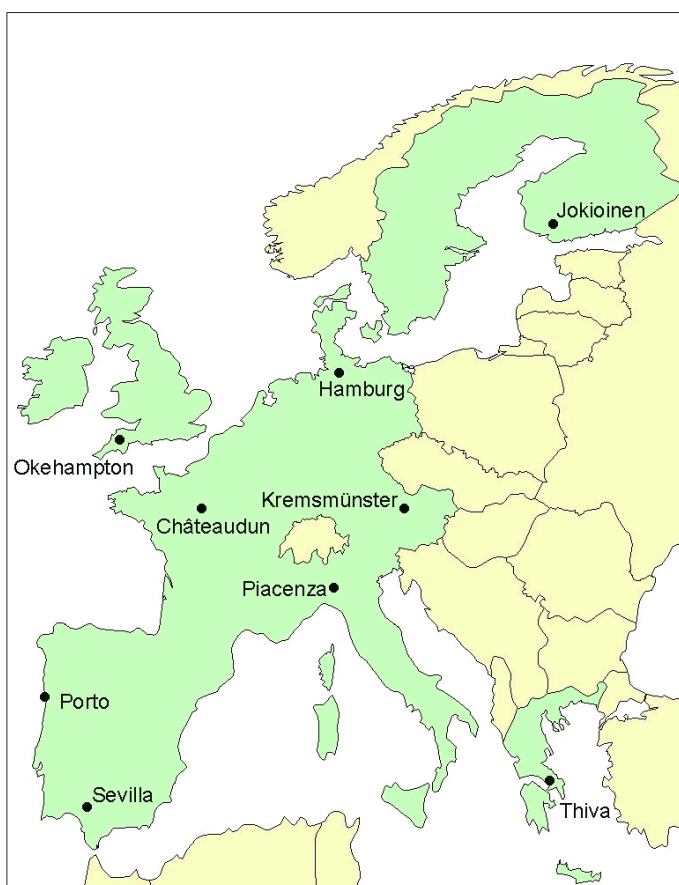 Jokioinen
Hamburg
Okehampton
Kremsmünster
Châteaudun
Piacenza
Porto
Sevilla
Thiva